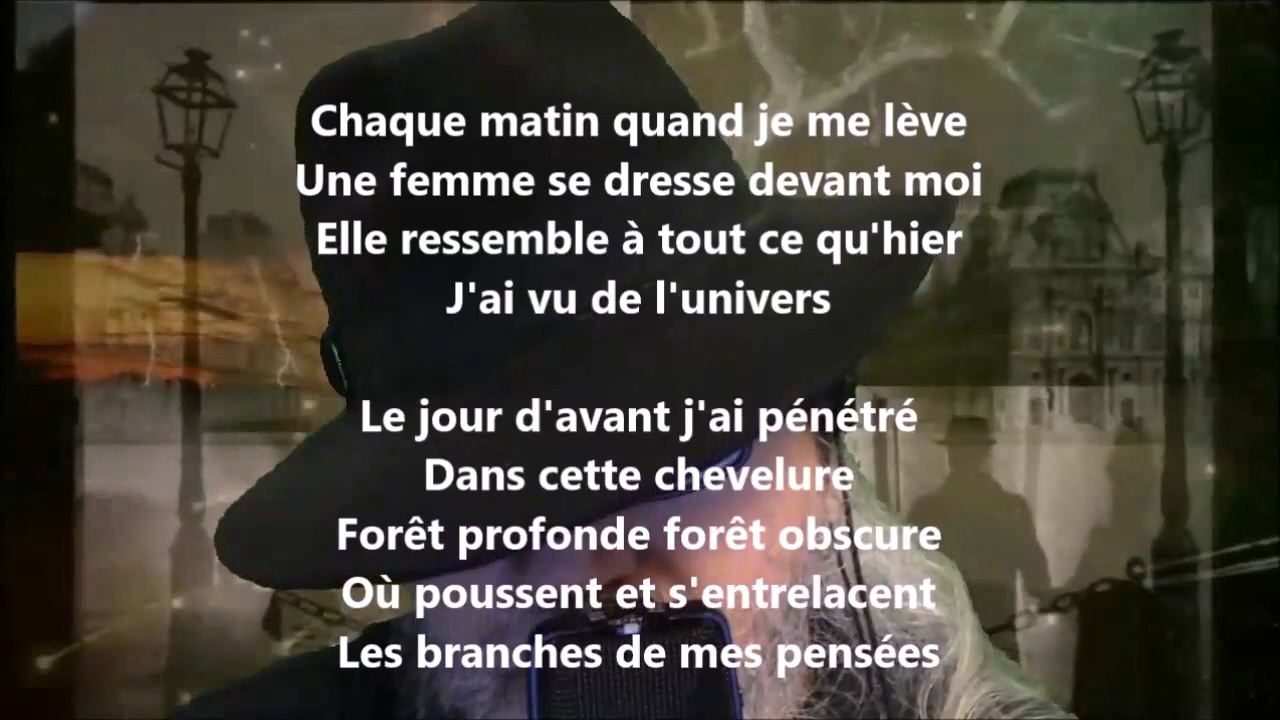 Chaque matin quand je me lève
Une femme se dresse devant moi
Elle ressemble à tout ce qu'hier
J'ai vu de l'univers
Le jour d'avant j'ai pénétré
Dans cette chevelure
Forêt profonde forêt obscure
Où poussent et s'entrelacent
Les branches de mes pensées